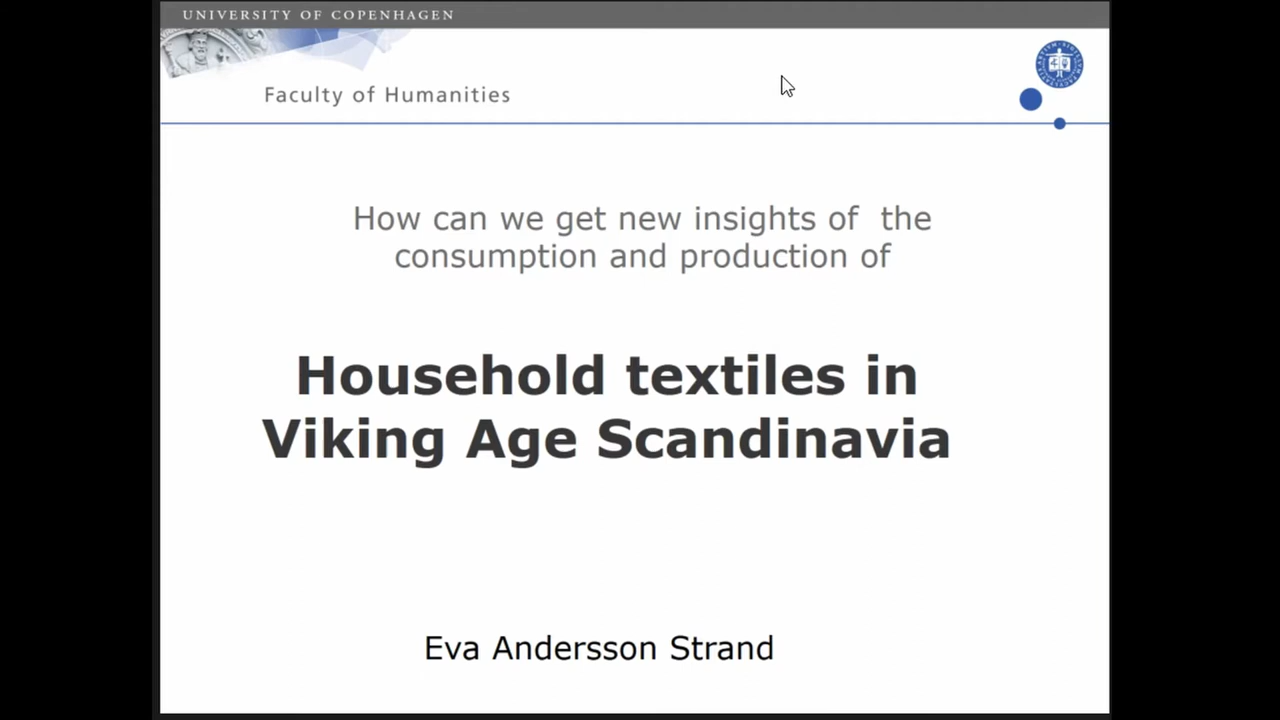 UNIVERSITY OF COPENHAGEN
Faculty of Humanities
How can we get new insights of the
consumption and production of
Household textiles in
Viking Age Scandinavia
Eva Andersson Strand